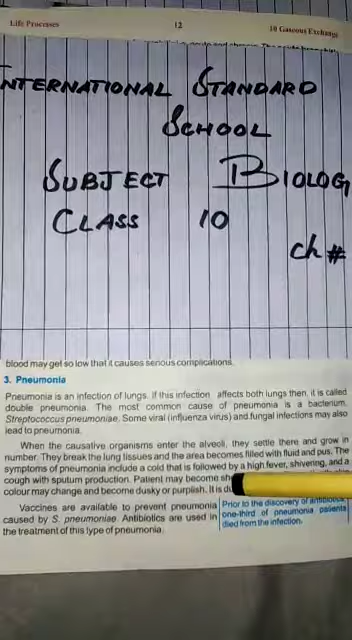 Life Processes 12 10 Gaseous Exchange
INTERNATIONAL STANDARD
SCHOOL
SUBJECT BIOLOG
CLASS 10
ch #
blood may get so low that it causes serious complications.
3. Pneumonia
Pneumonia is an infection of lungs. If this infection affects both lungs then it is called
double pneumonia. The most common cause of pneumonia is a bacterium,
Streptococcus pneumoniae. Some viral (influenza virus) and fungal infections may also
lead to pneumonia.
When the causative organisms enter the alveoli, they settle there and grow in
number. They break the lung tissues and the area becomes filled with fluid and pus. The
symptoms of pneumonia include a cold that is followed by a high fever, shivering, and a
cough with sputum production. Patient may become sh
colour may change and become dusky or purplish. It is du
Vaccines are available to prevent pneumonia
caused by S. pneumoniae. Antibiotics are used in
the treatment of this type of pneumonia.
Prior to the discovery of antibiotics,
one-third of pneumonia patients
died from the infection.